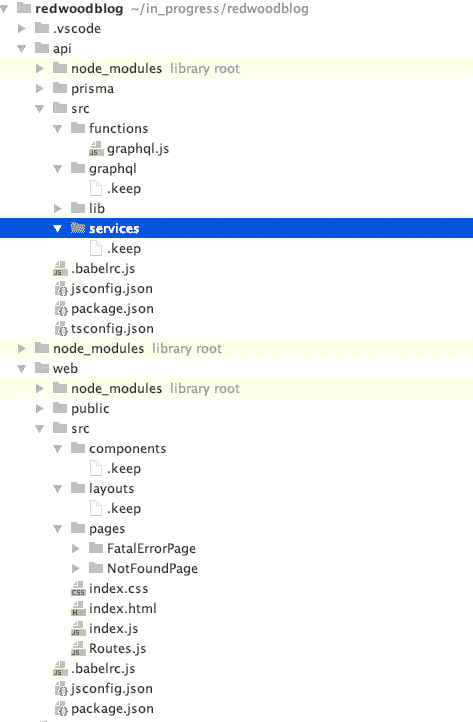 redwoodblog ~/in_progress/redwoodblog
.vscode
api
node_modules library root
prisma
src
functions
graphql.js
graphql
.keep
lib
services
.keep
.babelrc.js
jsconfig.json
package.json
tsconfig.json
node_modules library root
web
node_modules library root
public
src
components
.keep
layouts
.keep
pages
FatalErrorPage
NotFoundPage
index.css
index.html
index.js
Routes.js
.babelrc.js
jsconfig.json
package.json